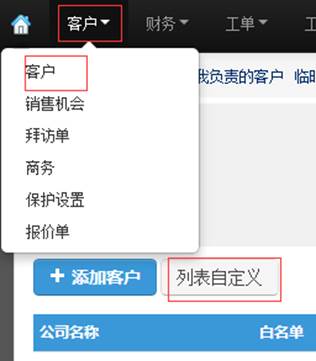 客户 财务 工单 工
客户
我负责的客户 临时
销售机会
拜访单
商务
保护设置
报价单
添加客户 列表自定义
公司名称 白名单